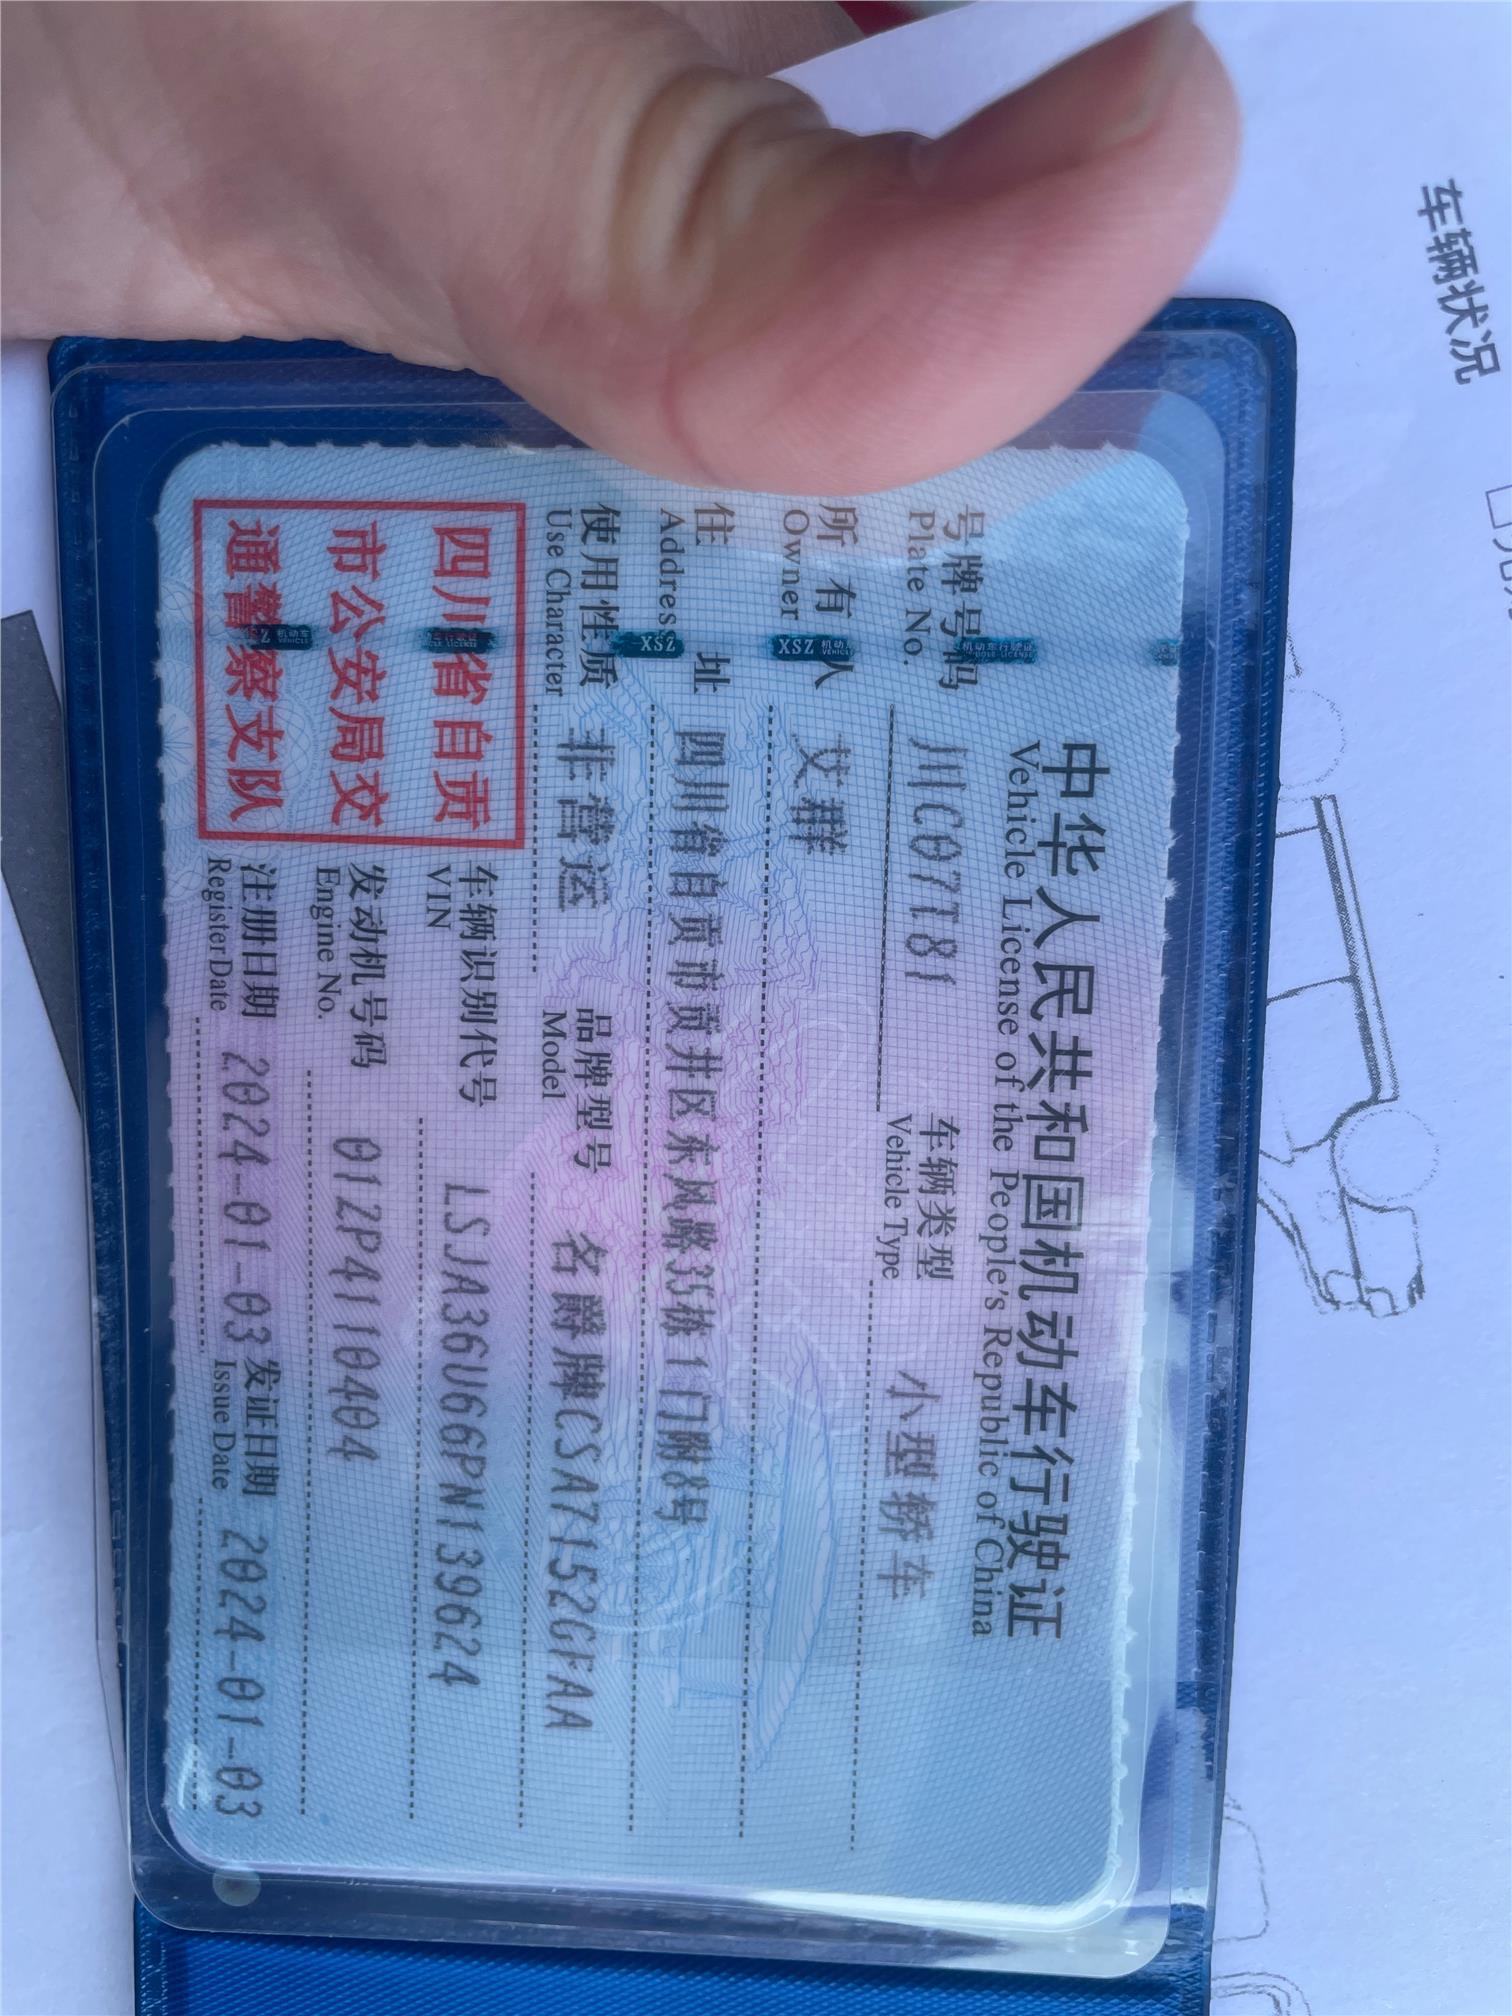 中华人民共和国机动车行驶证
Vehicle License of the People's Republic of China
号牌号码 川C07T81 车辆类型 小型轿车
Plate No. Vehicle Type
所有人 艾群
Owner
住址 四川省自贡市贡井区东风路35栋1门附8号
Address
使用性质 非营运 品牌型号 名爵牌CSA7152GFAA
Use Character Model
四川省自贡
市公安局交
通警察支队
车辆识别代号 LSJA36U66PN139624
VIN
发动机号码 012P4110404
Engine No.
注册日期 2024-01-03 发证日期 2024-01-03
Register Date Issue Date
车辆状况